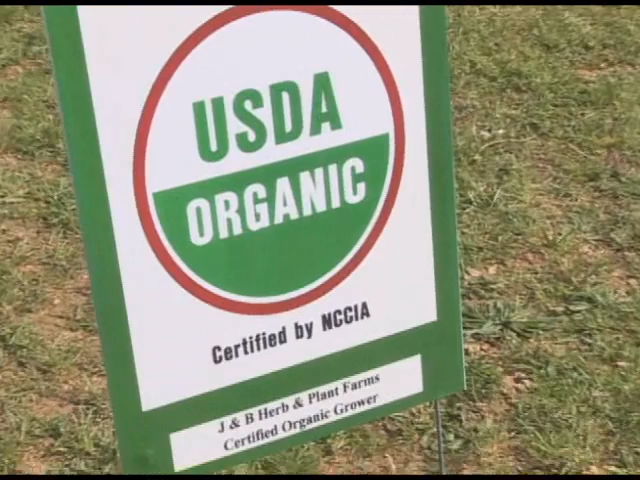 USDA
ORGANIC
Certified by NCCIA
J & B Herb & Plant Farms
Certified Organic Grower